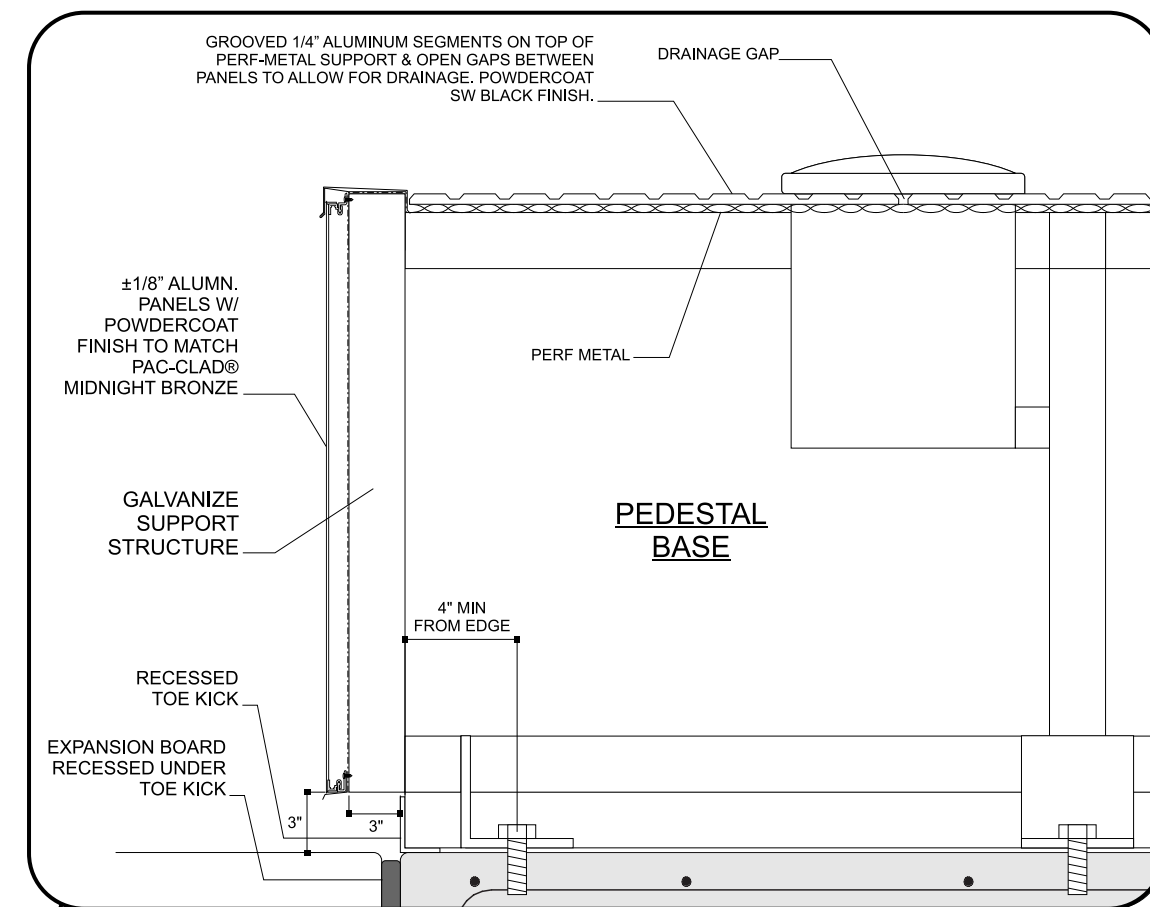 GROOVED 1/4” ALUMINUM SEGMENTS ON TOP OF
PERF-METAL SUPPORT & OPEN GAPS BETWEEN
PANELS TO ALLOW FOR DRAINAGE. POWDERCOAT
SW BLACK FINISH.
DRAINAGE GAP
±1/8” ALUMN.
PANELS W/
POWDERCOAT
FINISH TO MATCH
PAC-CLAD®
MIDNIGHT BRONZE
PERF METAL
GALVANIZE
SUPPORT
STRUCTURE
PEDESTAL
BASE
4" MIN
FROM EDGE
RECESSED
TOE KICK
EXPANSION BOARD
RECESSED UNDER
TOE KICK
3"
3"